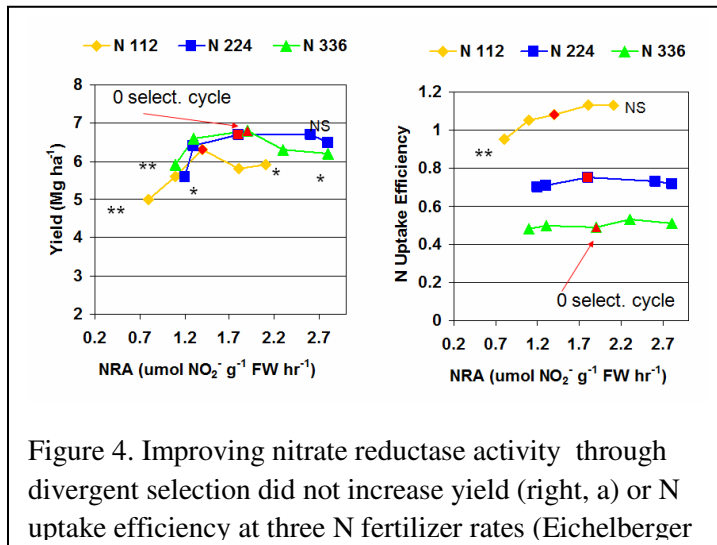 N 112 N 224 N 336
0 select. cycle
NS
**
**
*
*
*
Yield (Mg ha⁻¹)
8
7
6
5
4
3
2
0.2 0.7 1.2 1.7 2.2 2.7
NRA (umol NO₂⁻ g⁻¹ FW hr⁻¹)
N 112 N 224 N 336
NS
**
0 select. cycle
N Uptake Efficiency
1.2
1
0.8
0.6
0.4
0.2
0
0.2 0.7 1.2 1.7 2.2 2.7
NRA (umol NO₂⁻ g⁻¹ FW hr⁻¹)
Figure 4. Improving nitrate reductase activity through
divergent selection did not increase yield (right, a) or N
uptake efficiency at three N fertilizer rates (Eichelberger